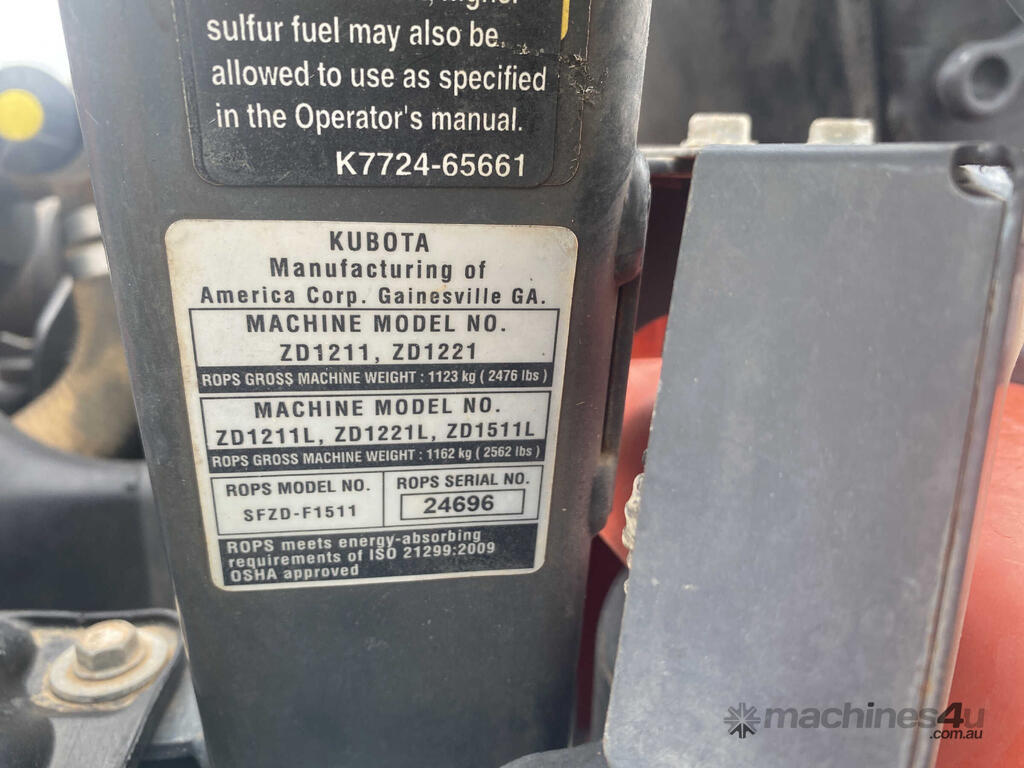 sulfur fuel may also be
allowed to use as specified
in the Operator's manual.
K7724-65661
KUBOTA
Manufacturing of
America Corp. Gainesville GA.
MACHINE MODEL NO.
ZD1211, ZD1221
ROPS GROSS MACHINE WEIGHT : 1123 kg ( 2476 lbs )
MACHINE MODEL NO.
ZD1211L, ZD1221L, ZD1511L
ROPS GROSS MACHINE WEIGHT : 1162 kg ( 2562 lbs )
ROPS MODEL NO.
SFZD-F1511
ROPS SERIAL NO.
24696
ROPS meets energy-absorbing
requirements of ISO 21299:2009
OSHA approved
machines4u
.com.au